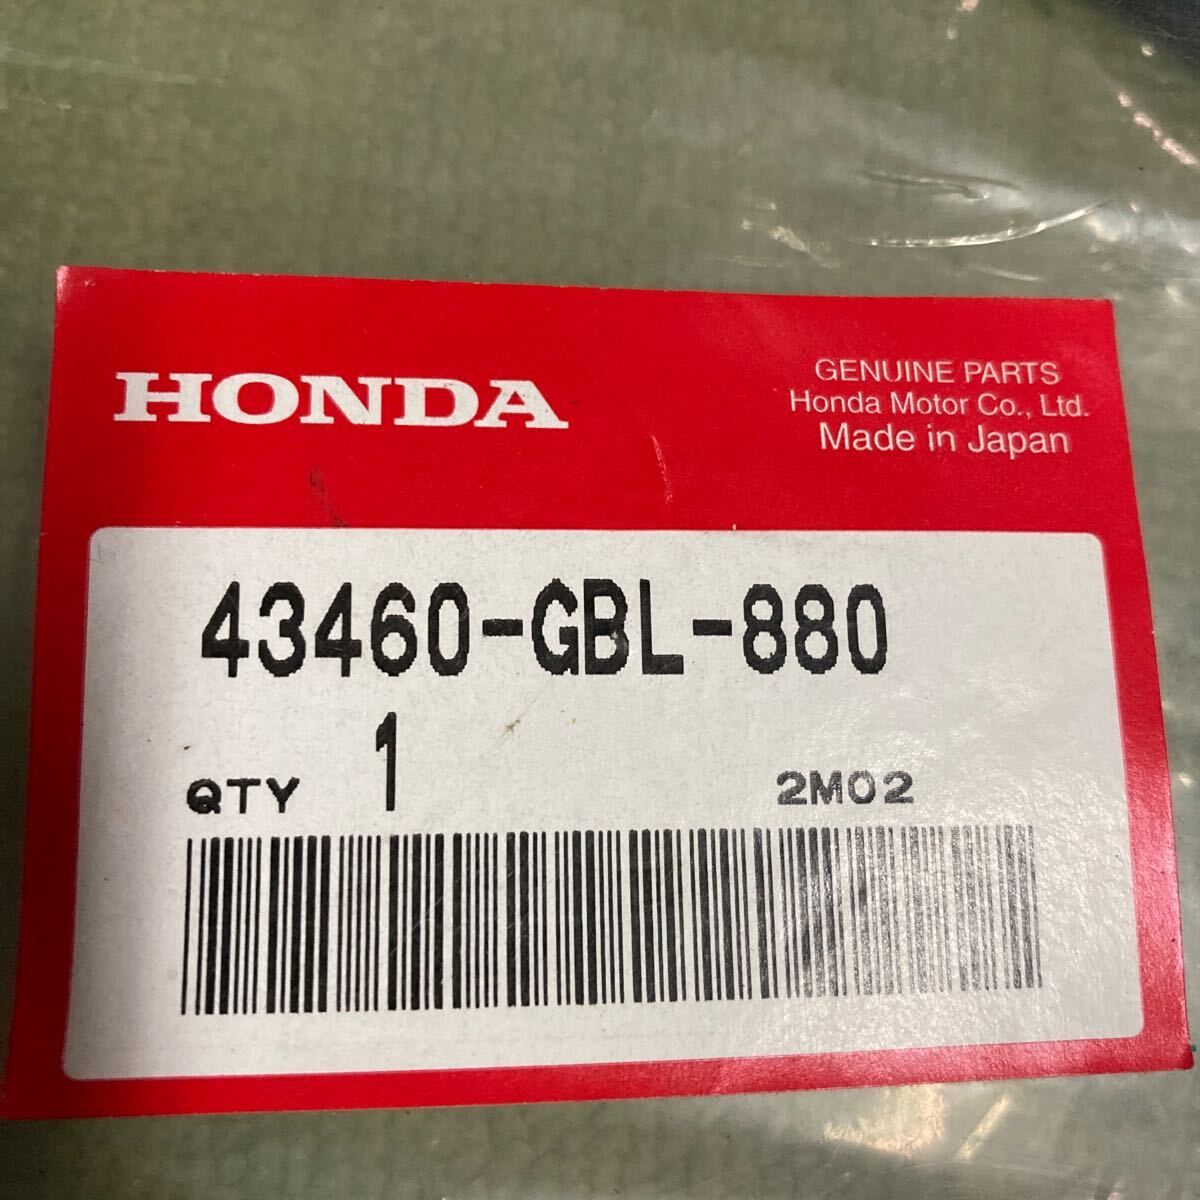 HONDA
GENUINE PARTS
Honda Motor Co., Ltd.
Made in Japan
43460-GBL-880
QTY 1 2M02